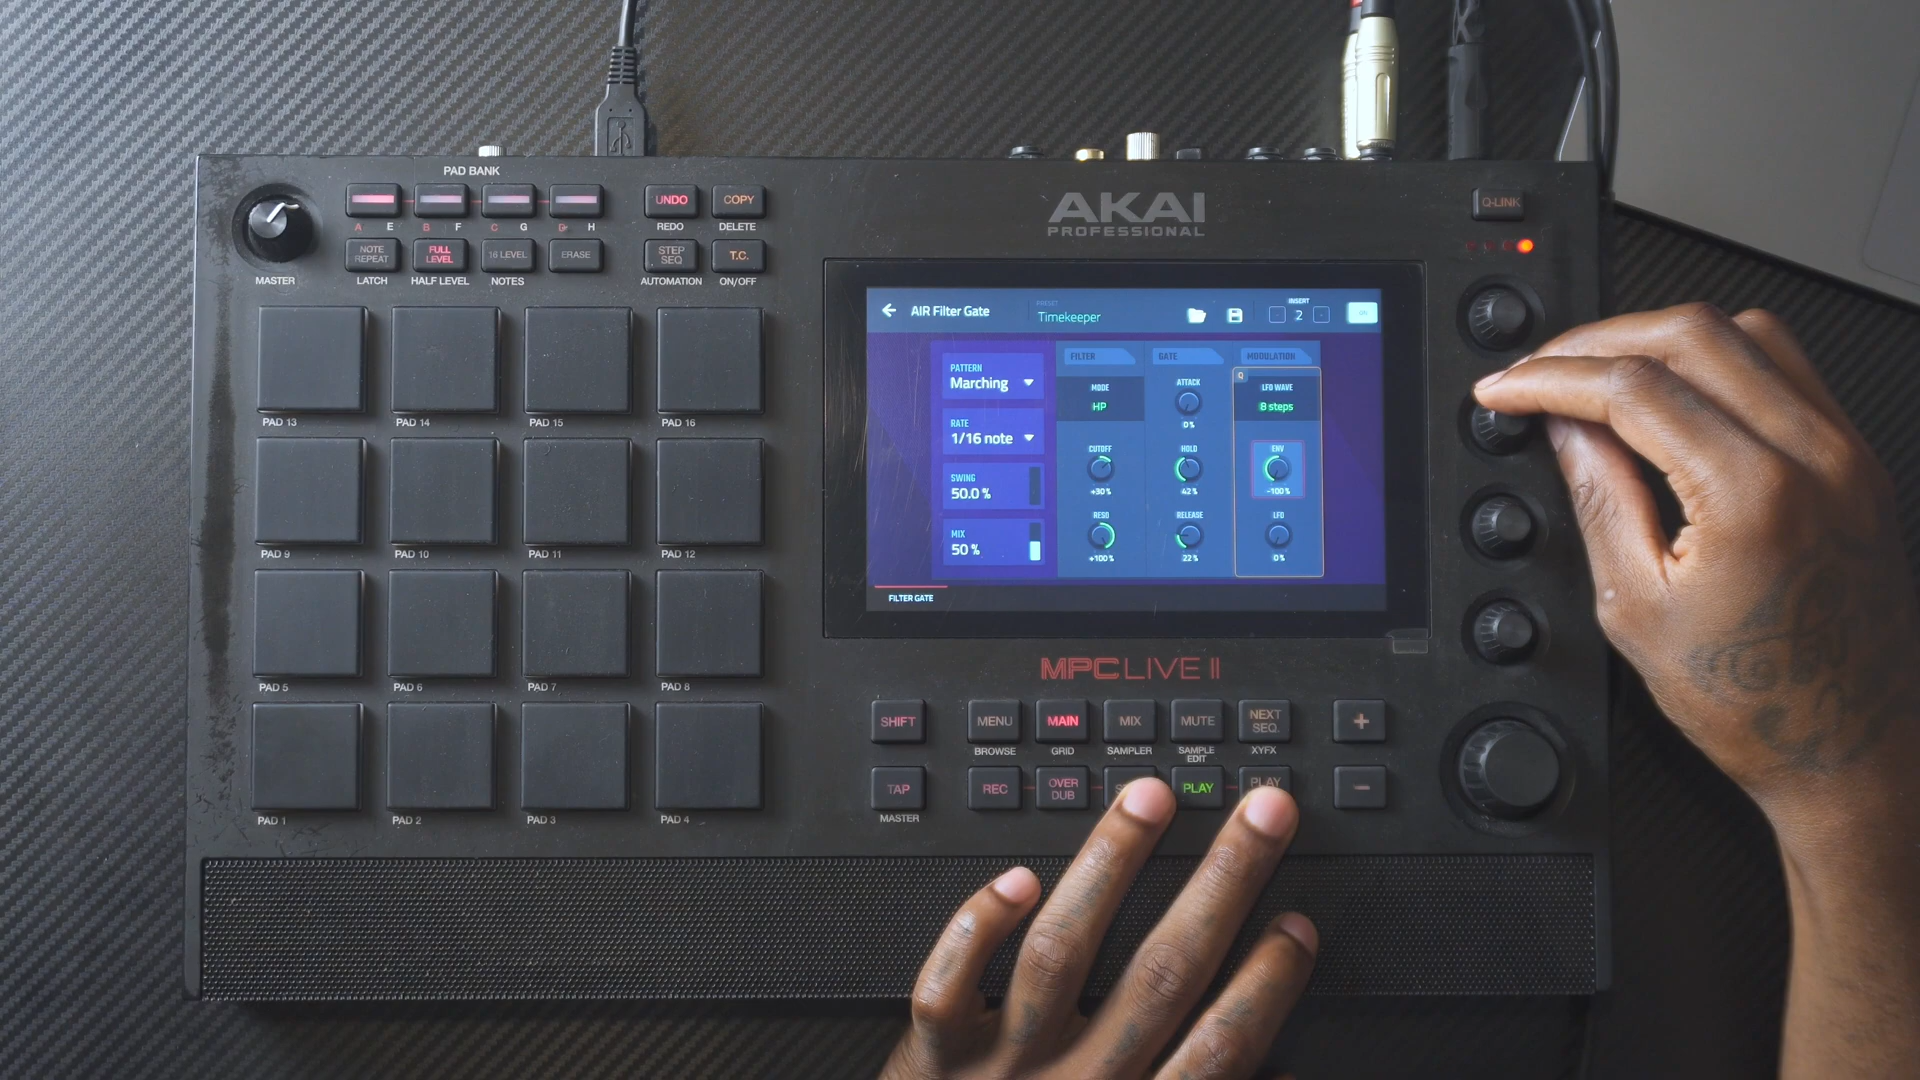 PAD BANK
A E B F C G D H
UNDO
COPY
REDO
DELETE
NOTE REPEAT
FULL LEVEL
16 LEVEL
ERASE
STEP SEQ
T.C.
MASTER
LATCH
HALF LEVEL
NOTES
AUTOMATION
ON/OFF
PAD 13
PAD 14
PAD 15
PAD 16
PAD 9
PAD 10
PAD 11
PAD 12
PAD 5
PAD 6
PAD 7
PAD 8
PAD 1
PAD 2
PAD 3
PAD 4
AKAI
PROFESSIONAL
Q-LINK
AIR Filter Gate
PRESET
Timekeeper
INSERT
2
ON
PATTERN
Marching
RATE
1/16 note
SWING
50.0 %
MIX
50 %
FILTER
MODE
HP
CUTOFF
+30 %
RESO
+100 %
GATE
ATTACK
0 %
HOLD
42 %
RELEASE
22 %
MODULATION
Q
LFO WAVE
8 steps
ENV
-100 %
LFO
0 %
FILTER GATE
MPC LIVE II
SHIFT
MENU
MAIN
MIX
MUTE
NEXT SEQ.
+
BROWSE
GRID
SAMPLER
SAMPLE EDIT
XYFX
TAP
REC
OVER DUB
PLAY
PLAY
-
MASTER